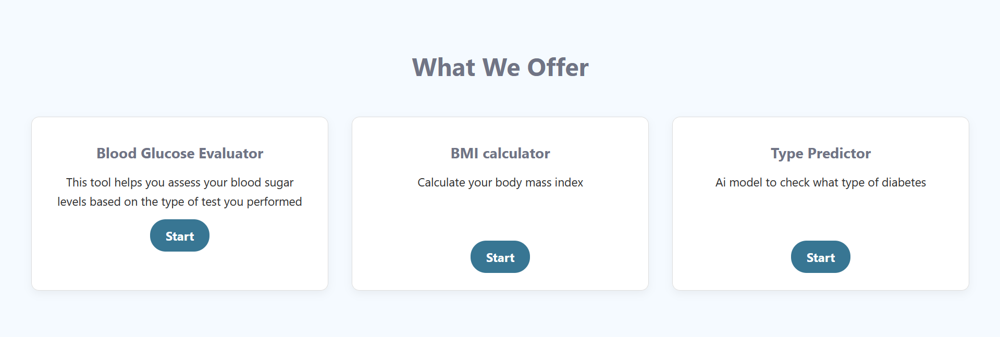 What We Offer
Blood Glucose Evaluator
This tool helps you assess your blood sugar
levels based on the type of test you performed
Start
BMI calculator
Calculate your body mass index
Start
Type Predictor
Ai model to check what type of diabetes
Start